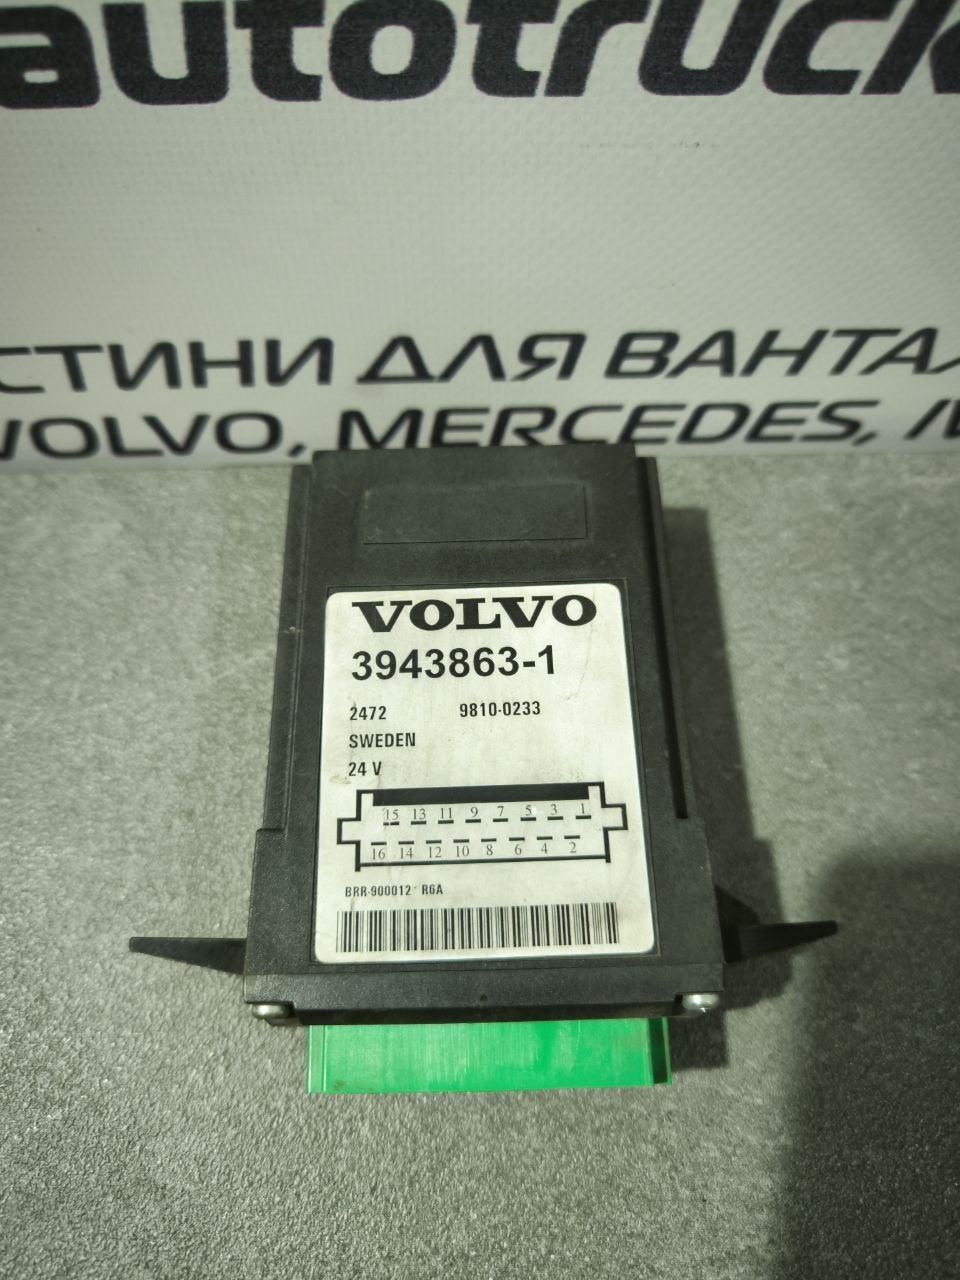 autotruck
СТИНИ ДЛЯ ВАНТА
VOLVO, MERCEDES,
VOLVO
3943863-1
2472 9810-0233
SWEDEN
24 V
15 13 11 9 7 5 3 1
16 14 12 10 8 6 4 2
BRR-900012 R6A